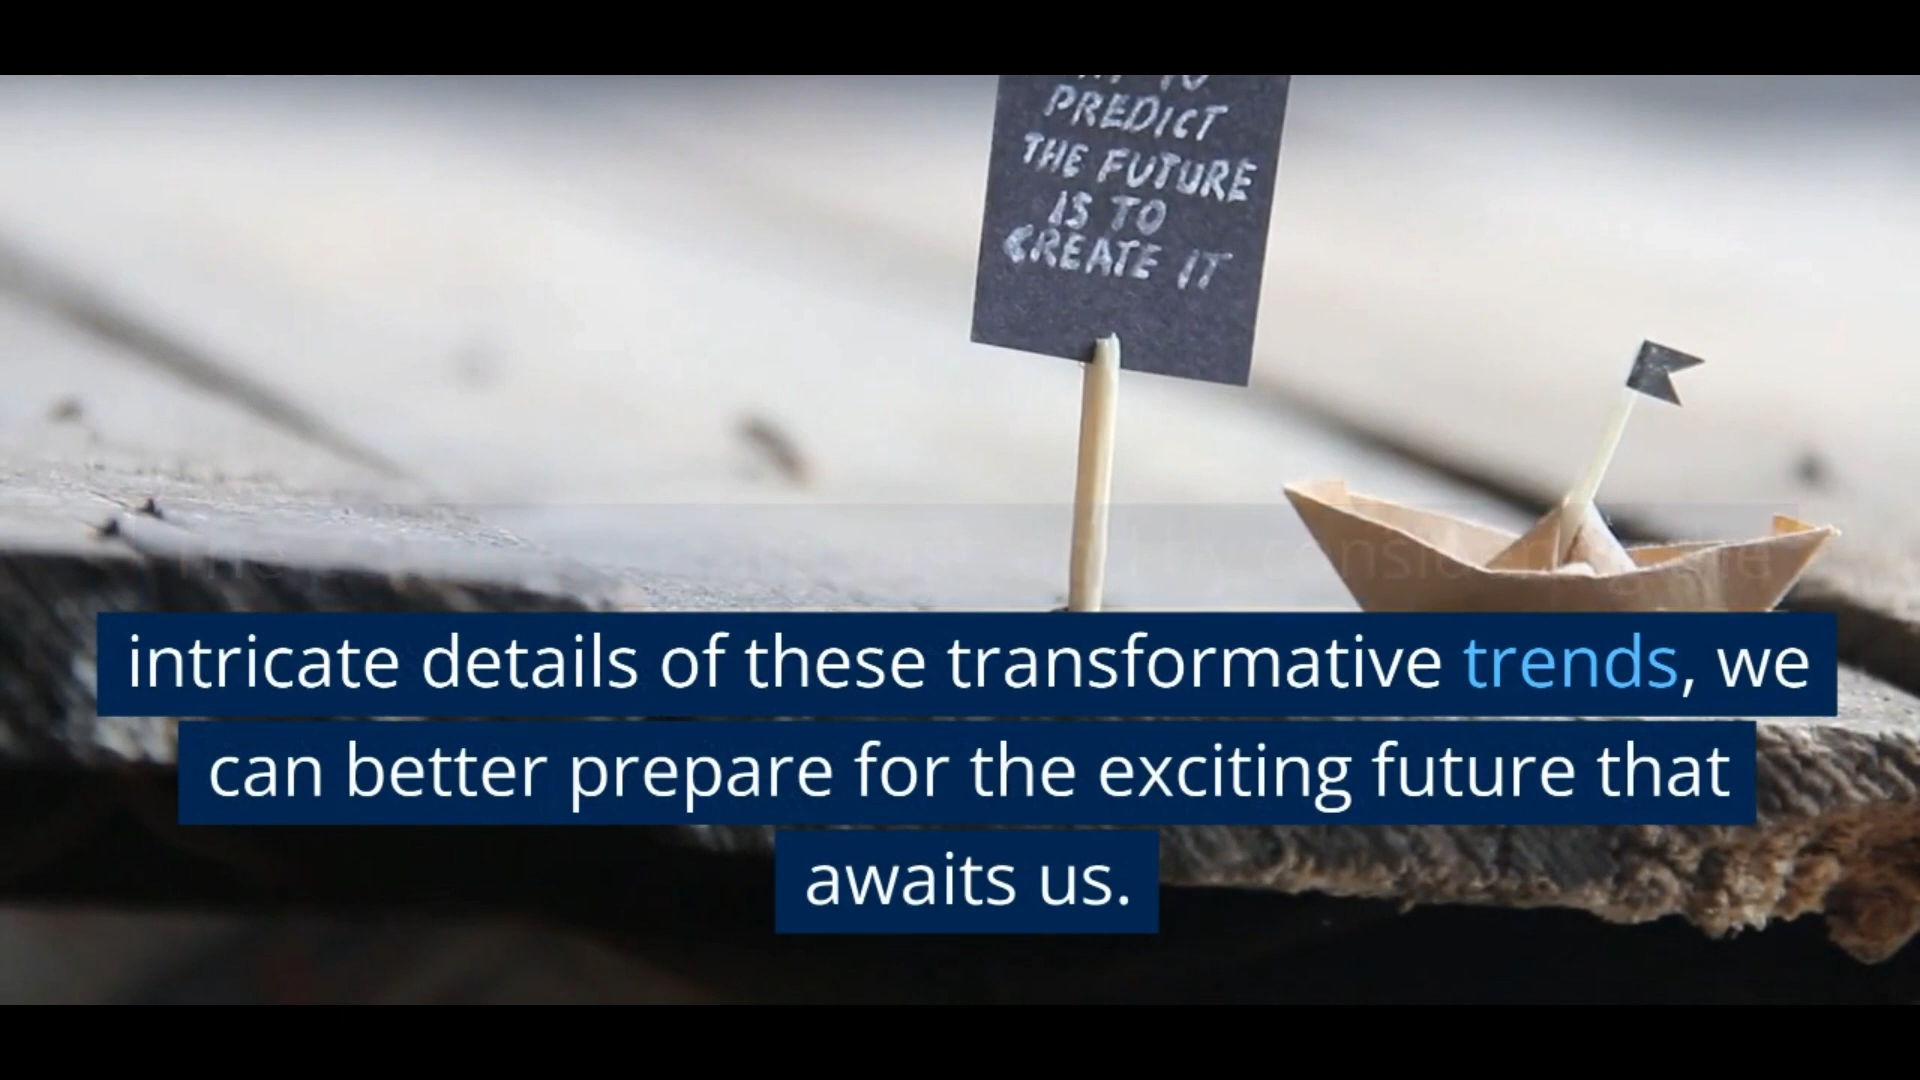 PREDICT
THE FUTURE
IS TO
CREATE IT
intricate details of these transformative trends, we
can better prepare for the exciting future that
awaits us.